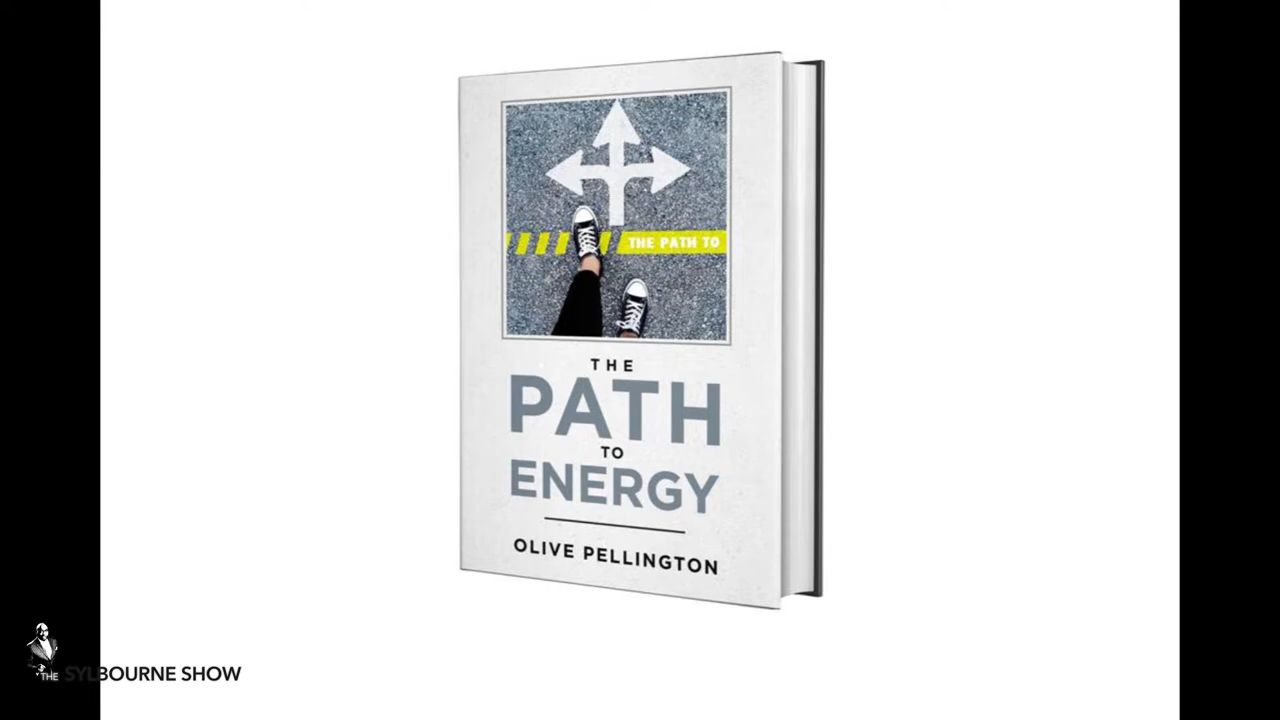 THE PATH TO
THE
PATH
TO
ENERGY
OLIVE PELLINGTON
THE SYLBOURNE SHOW